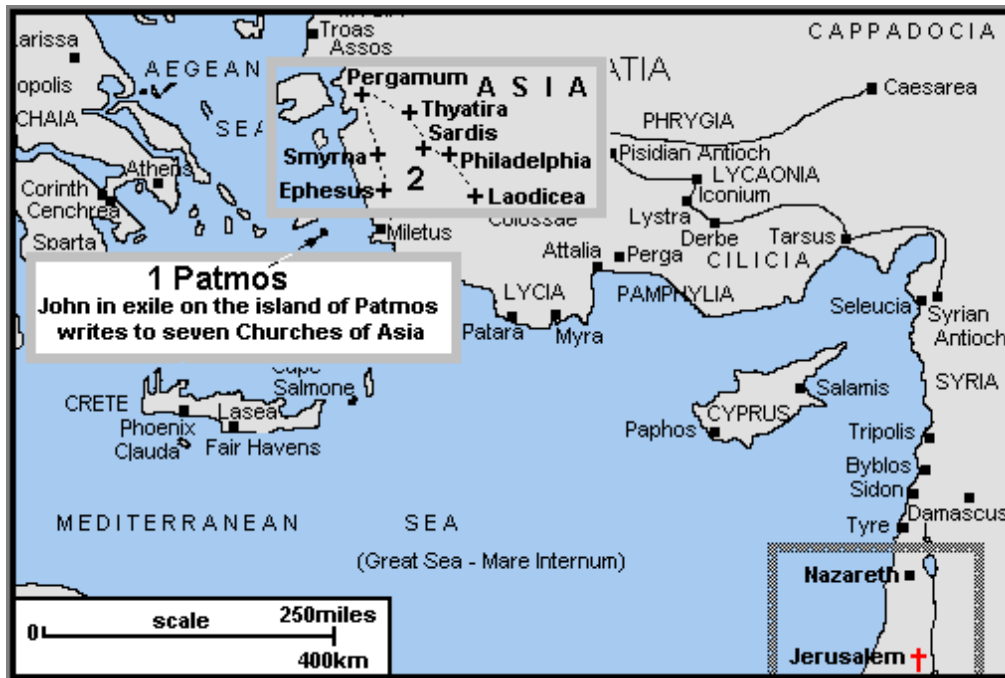 Troas
CAPPADOCIA
Assos
arissa
AEGEAN
ATIA
Pergamum
ASIA
opolis
Caesarea
Thyatira
CHAIA
SEA
Sardis
PHRYGIA
Smyrna
Philadelphia
Pisidian Antioch
Athens
2
LYCAONIA
Corinth
Ephesus
Laodicea
Iconium
Cenchrea
Colossae
Lystra
Sparta
Miletus
Derbe
Tarsus
Attalia
Perga
CILICIA
1 Patmos
John in exile on the island of Patmos
writes to seven Churches of Asia
LYCIA
PAMPHYLIA
Seleucia
Syrian
Antioch
Patara
Myra
Cape
Salmone
SYRIA
CRETE
Lasea
Salamis
CYPRUS
Phoenix
Paphos
Tripolis
Clauda
Fair Havens
Byblos
Sidon
Damascus
MEDITERRANEAN SEA
Tyre
(Great Sea - Mare Internum)
Nazareth
scale
250miles
0
400km
Jerusalem